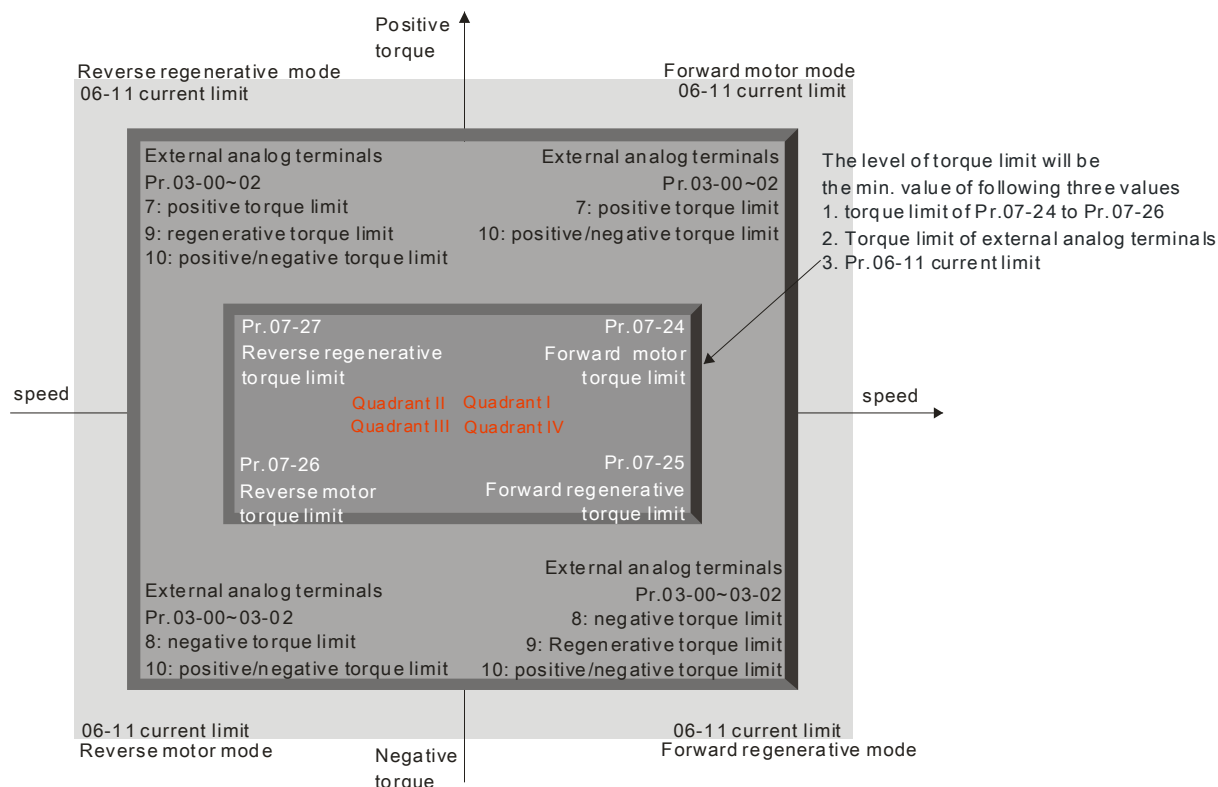 Positive
torque
Reverse regenerative mode
06-11 current limit
Forward motor mode
06-11 current limit
External analog terminals
Pr.03-00~02
7: positive torque limit
9: regenerative torque limit
10: positive/negative torque limit
External analog terminals
Pr.03-00~02
7: positive torque limit
10: positive/negative torque limit
The level of torque limit will be
the min. value of following three values
1. torque limit of Pr.07-24 to Pr.07-26
2. Torque limit of external analog terminals
3. Pr.06-11 current limit
Pr.07-27
Reverse regenerative
torque limit
Pr.07-24
Forward motor
torque limit
speed
Quadrant II
Quadrant I
Quadrant III
Quadrant IV
speed
Pr.07-26
Reverse motor
torque limit
Pr.07-25
Forward regenerative
torque limit
External analog terminals
Pr.03-00~03-02
8: negative torque limit
10: positive/negative torque limit
External analog terminals
Pr.03-00~03-02
8: negative torque limit
9: Regenerative torque limit
10: positive/negative torque limit
06-11 current limit
Reverse motor mode
06-11 current limit
Forward regenerative mode
Negative
torque